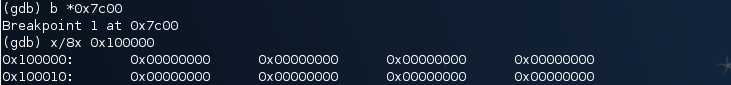 (gdb) b *0x7c00
Breakpoint 1 at 0x7c00
(gdb) x/8x 0x100000
0x100000: 0x00000000 0x00000000 0x00000000 0x00000000
0x100010: 0x00000000 0x00000000 0x00000000 0x00000000